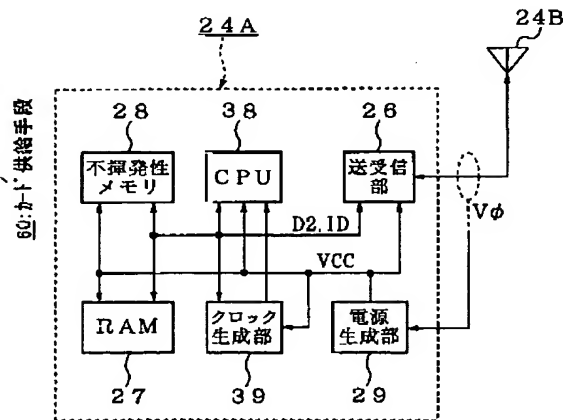 24A
24B
28
38
26
不揮発性
メモリ
CPU
送受信
部
60:カード供給手段
Vφ
D2,ID
VCC
RAM
クロック
生成部
電源
生成部
27
39
29